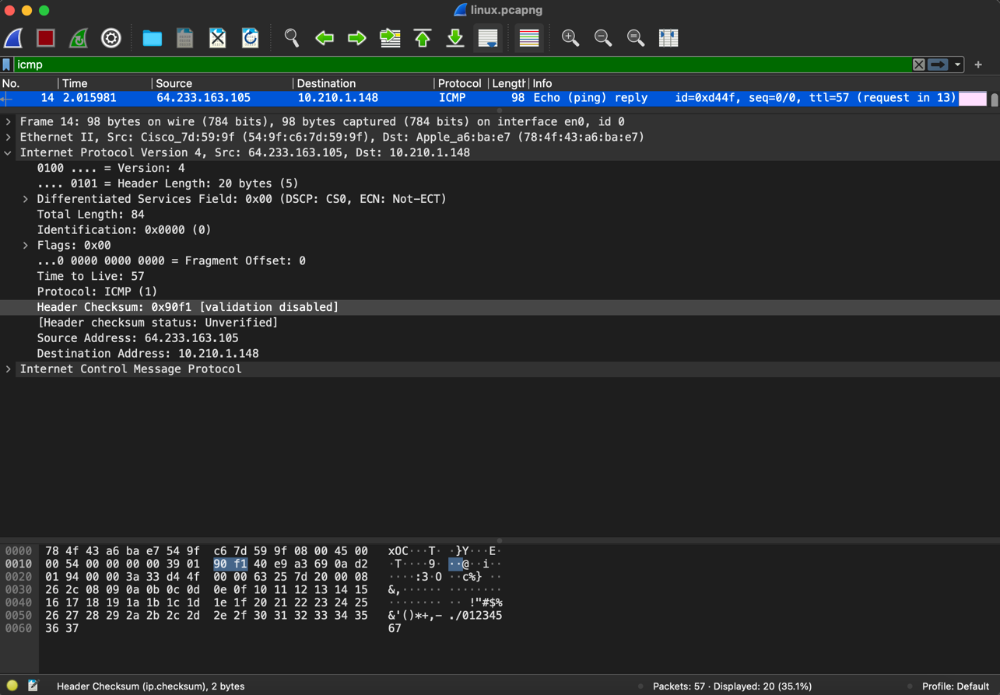 linux.pcapng
icmp
No. Time Source Destination Protocol Length Info
14 2.015981 64.233.163.105 10.210.1.148 ICMP 98 Echo (ping) reply id=0xd44f, seq=0/0, ttl=57 (request in 13)
Frame 14: 98 bytes on wire (784 bits), 98 bytes captured (784 bits) on interface en0, id 0
Ethernet II, Src: Cisco_7d:59:9f (54:9f:c6:7d:59:9f), Dst: Apple_a6:ba:e7 (78:4f:43:a6:ba:e7)
Internet Protocol Version 4, Src: 64.233.163.105, Dst: 10.210.1.148
0100 .... = Version: 4
.... 0101 = Header Length: 20 bytes (5)
Differentiated Services Field: 0x00 (DSCP: CS0, ECN: Not-ECT)
Total Length: 84
Identification: 0x0000 (0)
Flags: 0x00
...0 0000 0000 0000 = Fragment Offset: 0
Time to Live: 57
Protocol: ICMP (1)
Header Checksum: 0x90f1 [validation disabled]
[Header checksum status: Unverified]
Source Address: 64.233.163.105
Destination Address: 10.210.1.148
Internet Control Message Protocol
0000 78 4f 43 a6 ba e7 54 9f c6 7d 59 9f 08 00 45 00 xOC···T· ·}Y···E·
0010 00 54 00 00 00 00 39 01 90 f1 40 e9 a3 69 0a d2 ·T····9· ··@··i··
0020 01 94 00 00 3a 33 d4 4f 00 00 63 25 7d 20 00 08 ····:3·O ··c%} ··
0030 26 2c 08 09 0a 0b 0c 0d 0e 0f 10 11 12 13 14 15 &,······ ········
0040 16 17 18 19 1a 1b 1c 1d 1e 1f 20 21 22 23 24 25 ········ ·· !"#$%
0050 26 27 28 29 2a 2b 2c 2d 2e 2f 30 31 32 33 34 35 &'()*+,- ./012345
0060 36 37 67
Header Checksum (ip.checksum), 2 bytes Packets: 57 · Displayed: 20 (35.1%) Profile: Default